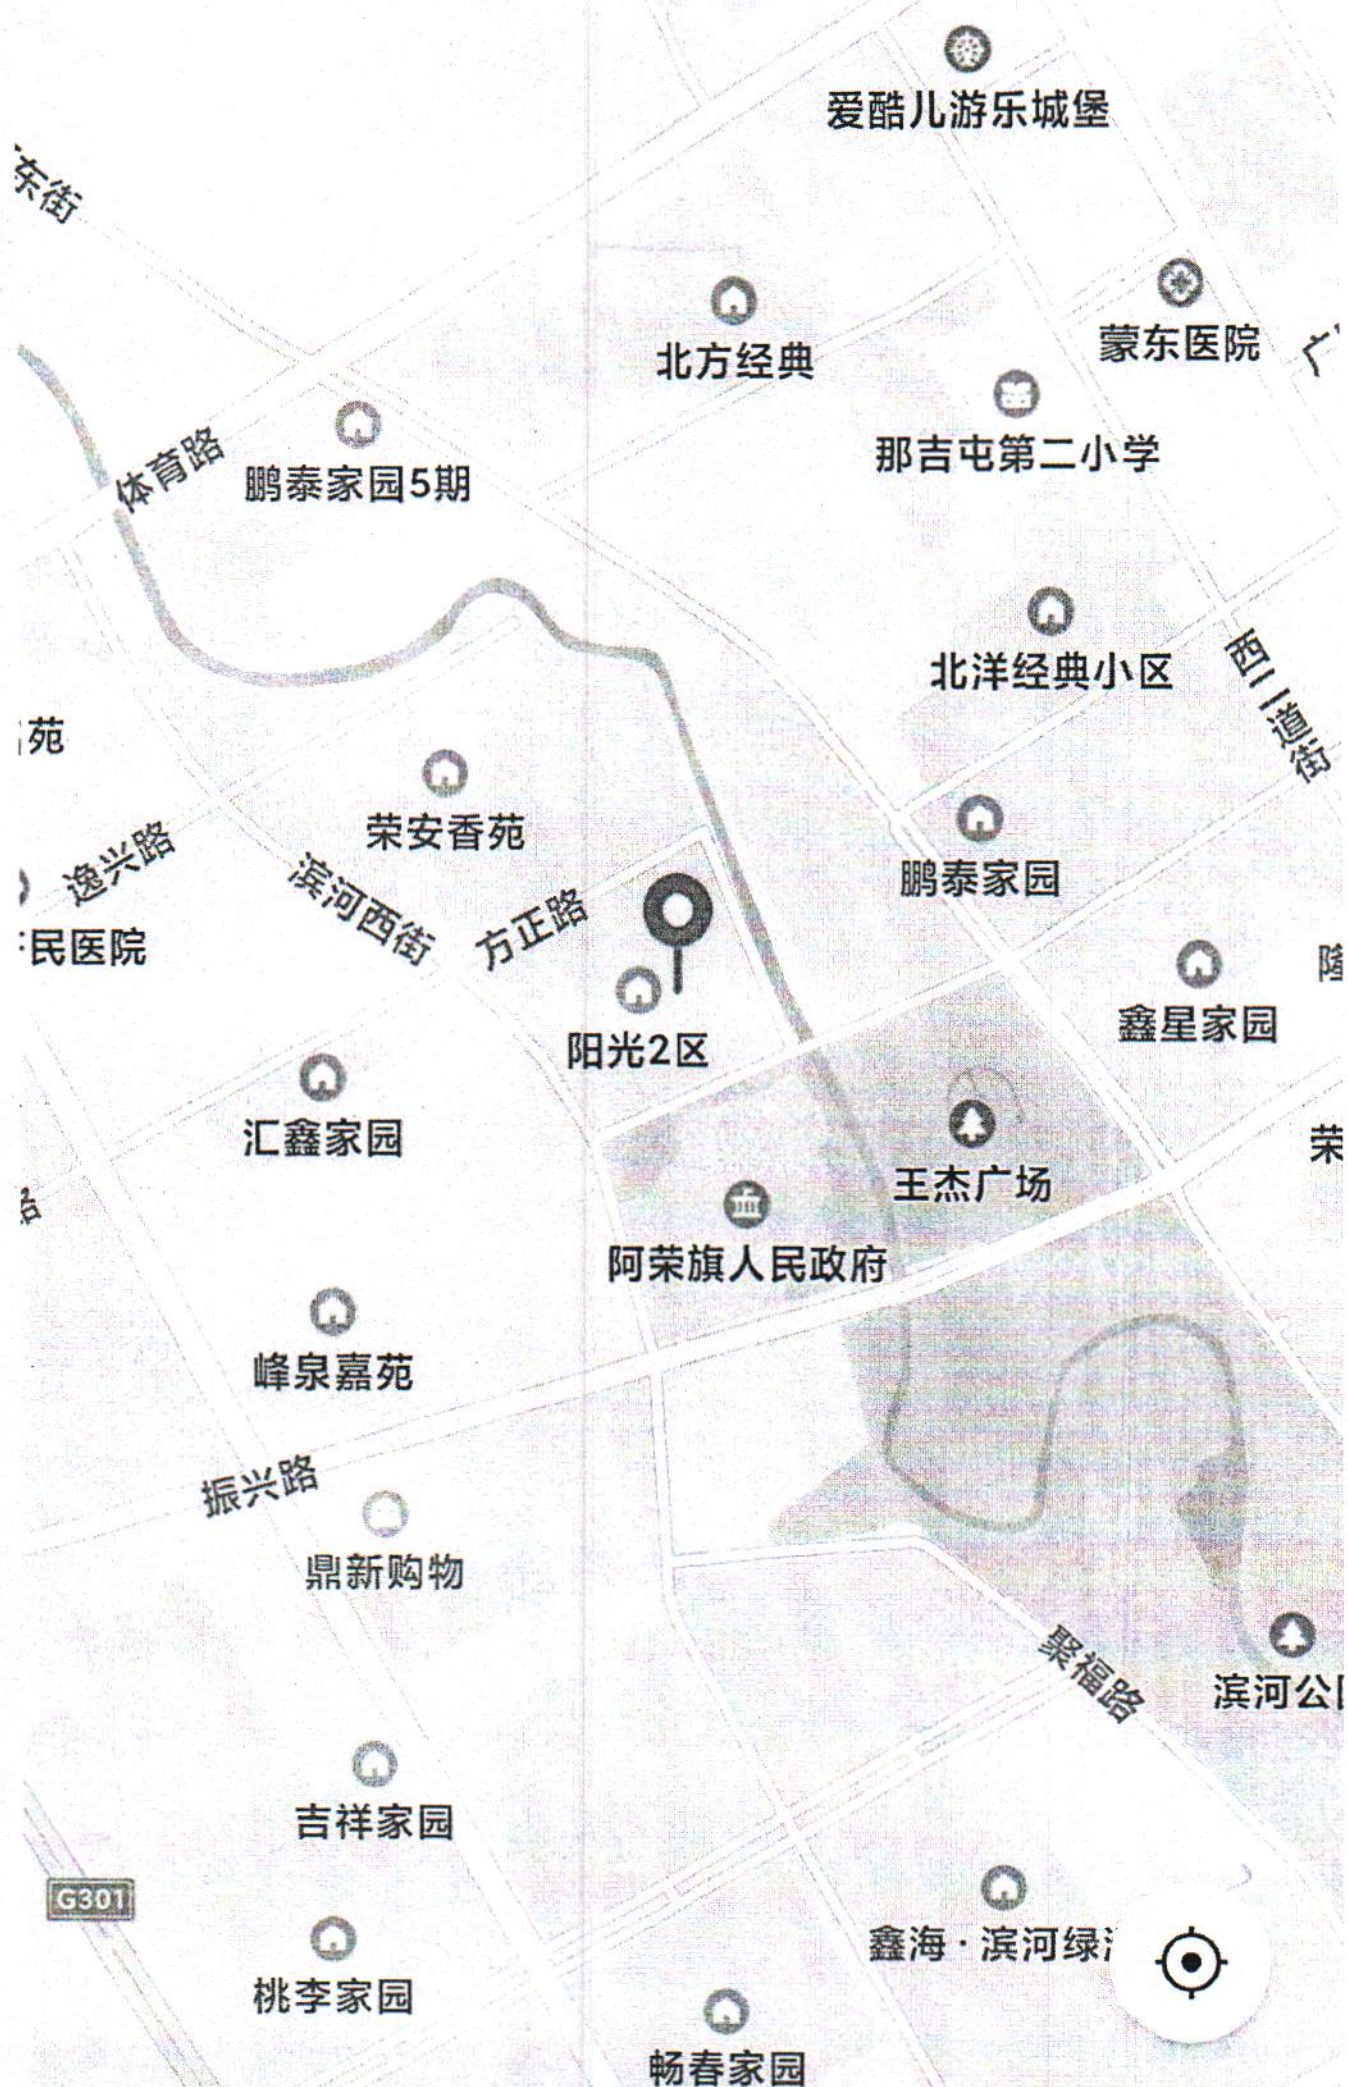 爱酷儿游乐城堡
东街
北方经典
蒙东医院
那吉屯第二小学
体育路
鹏泰家园5期
北洋经典小区
西二道街
苑
荣安香苑
逸兴路
鹏泰家园
滨河西街
方正路
民医院
鑫星家园
阳光2区
汇鑫家园
荣
王杰广场
阿荣旗人民政府
峰泉嘉苑
振兴路
鼎新购物
聚福路
滨河公
吉祥家园
G301
鑫海·滨河绿
桃李家园
畅春家园